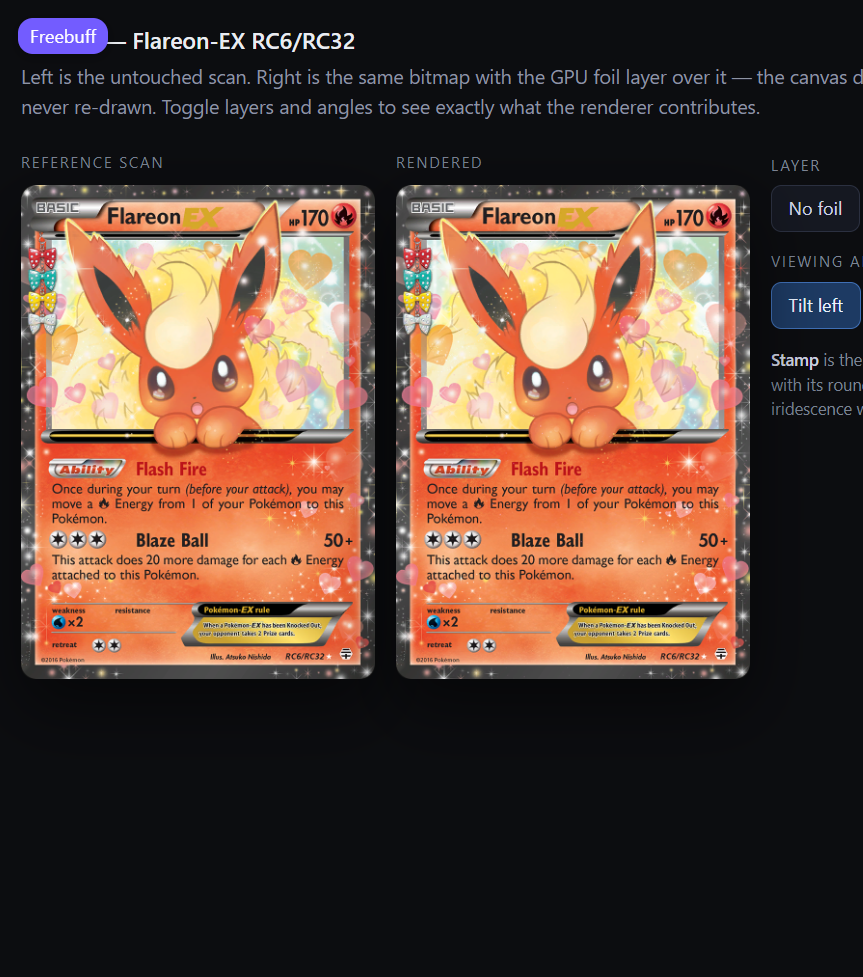 Freebuff — Flareon-EX RC6/RC32
Left is the untouched scan. Right is the same bitmap with the GPU foil layer over it — the canvas
never re-drawn. Toggle layers and angles to see exactly what the renderer contributes.
REFERENCE SCAN
BASIC Flareon EX HP 170
Ability Flash Fire
Once during your turn (before your attack), you may
move a Energy from 1 of your Pokémon to this
Pokémon.
Blaze Ball 50+
This attack does 20 more damage for each Energy
attached to this Pokémon.
weakness resistance
×2
retreat
Pokémon-EX rule
When a Pokémon-EX has been Knocked Out,
your opponent takes 2 Prize cards.
Illus. Atsuko Nishida RC6/RC32
©2016 Pokémon
RENDERED
BASIC Flareon EX HP 170
Ability Flash Fire
Once during your turn (before your attack), you may
move a Energy from 1 of your Pokémon to this
Pokémon.
Blaze Ball 50+
This attack does 20 more damage for each Energy
attached to this Pokémon.
weakness resistance
×2
retreat
Pokémon-EX rule
When a Pokémon-EX has been Knocked Out,
your opponent takes 2 Prize cards.
Illus. Atsuko Nishida RC6/RC32
©2016 Pokémon
LAYER
No foil
VIEWING
Tilt left
Stamp is the
with its
iridescence